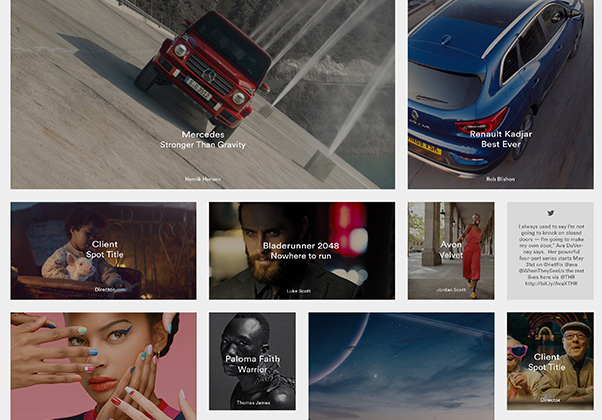 Mercedes
Stronger Than Gravity
Henrik Hansen
Renault Kadjar
Best Ever
Rob Blishen
Client
Spot Title
Director
Bladerunner 2048
Nowhere to run
Luke Scott
Avon
Velvet
Jordan Scott
I always used to say I'm not
going to knock on closed
doors — I'm going to make
my own door," Ava DuVer-
nay says. Her powerful
four-part series starts May
31st on @netflix @ava
@WhenTheySeeUs the rest
lives here via @THR
http://bit.ly/AvaXTHR
Paloma Faith
Warrior
Thomas James
Client
Spot Title
Director